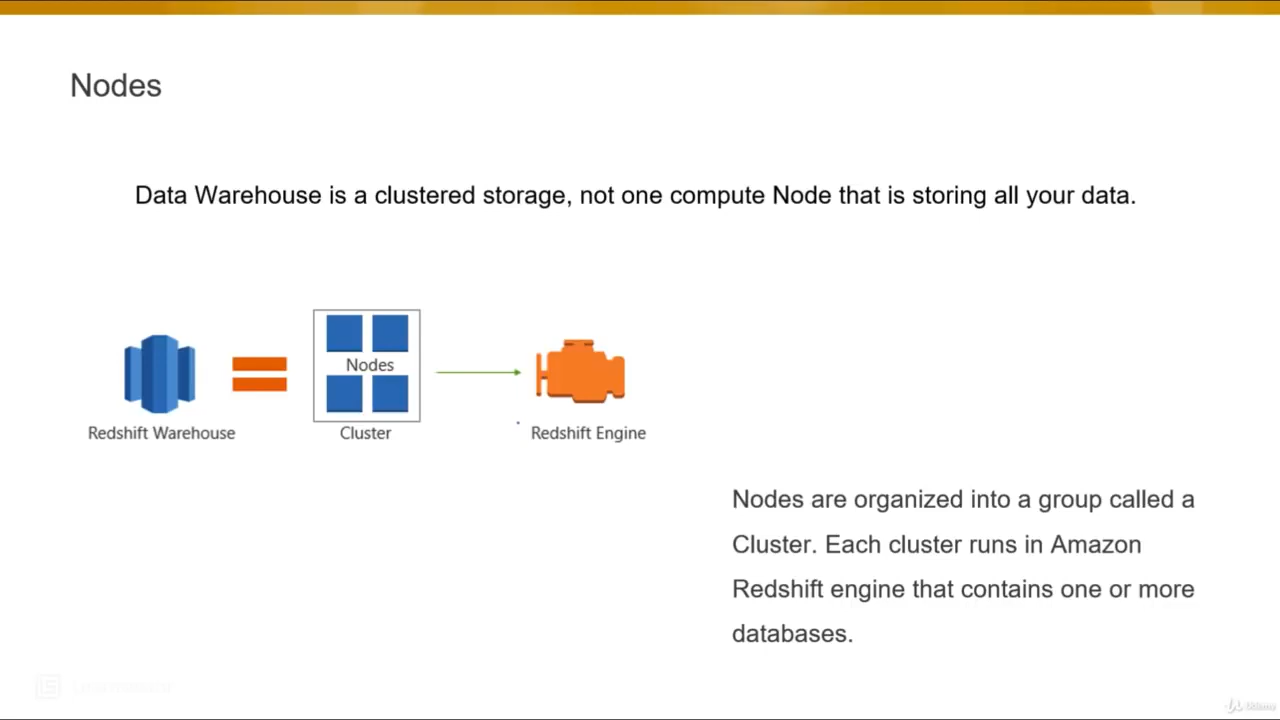 Nodes
Data Warehouse is a clustered storage, not one compute Node that is storing all your data.
Nodes
Redshift Warehouse
Cluster
Redshift Engine
Nodes are organized into a group called a
Cluster. Each cluster runs in Amazon
Redshift engine that contains one or more
databases.
Udemy